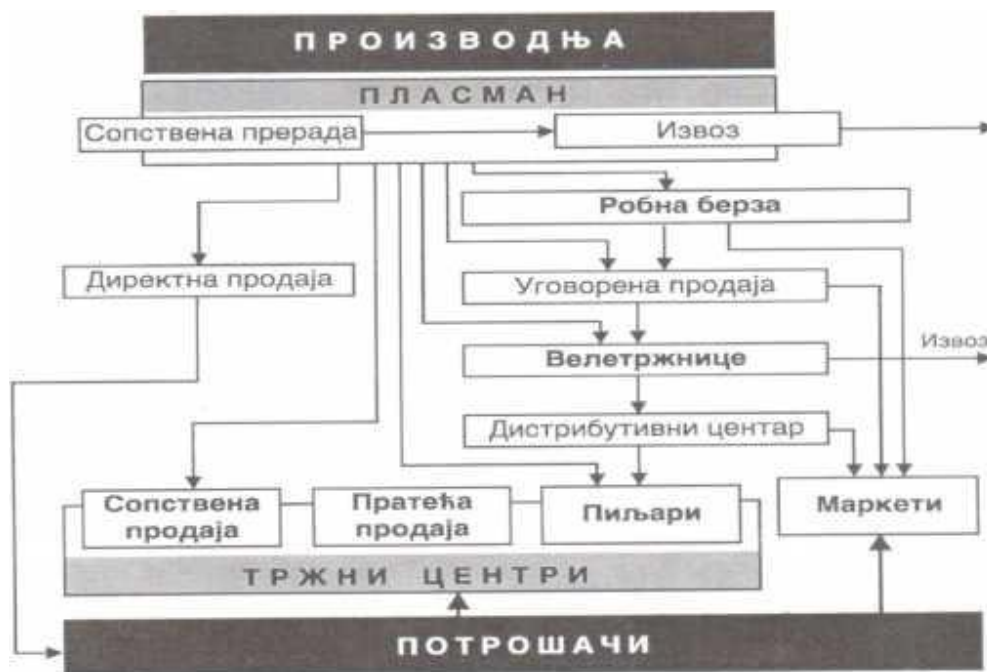 ПРОИЗВОДЊА
ПЛАСМАН
Сопствена прерада
Извоз
Робна берза
Директна продаја
Уговорена продаја
Велетржнице
Извоз
Дистрибутивни центар
Сопствена
продаја
Пратећа
продаја
Пиљари
Маркети
ТРЖНИ ЦЕНТРИ
ПОТРОШАЧИ